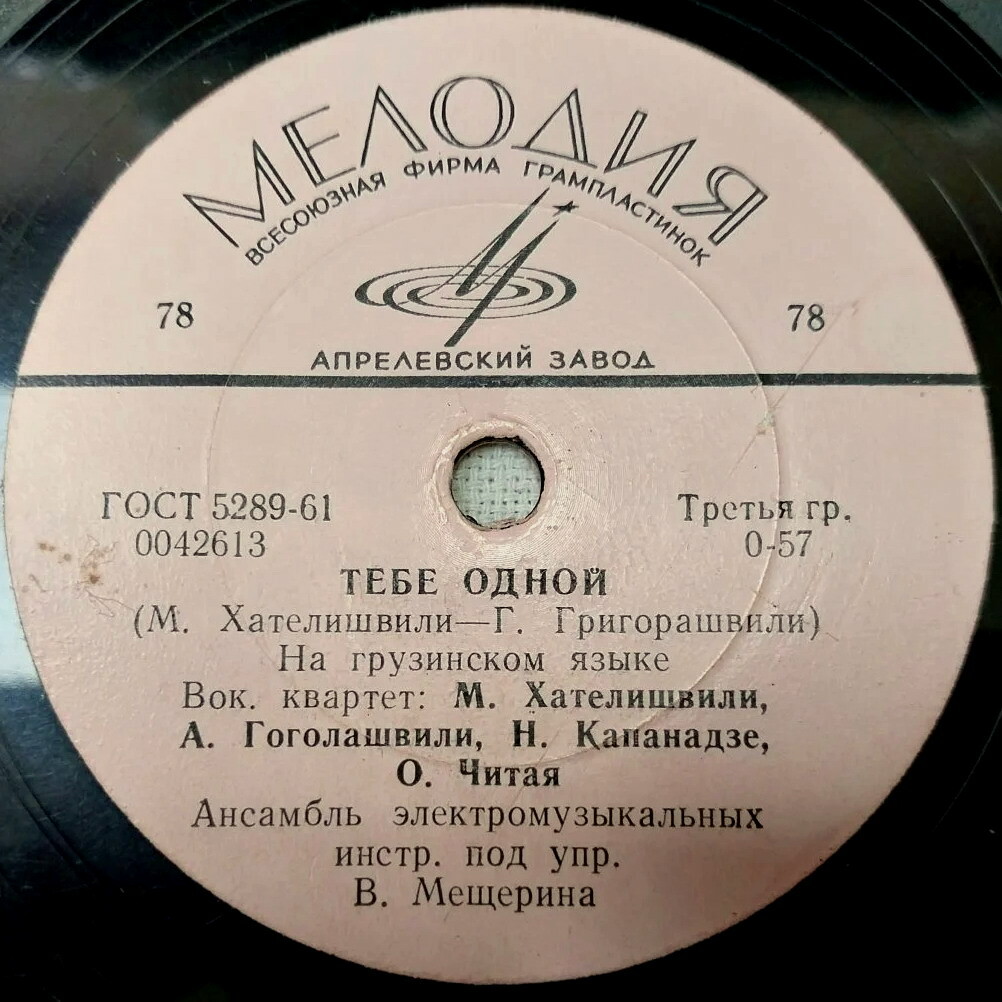 МЕЛОДИЯ
ВСЕСОЮЗНАЯ ФИРМА ГРАМПЛАСТИНОК
78 78
АПРЕЛЕВСКИЙ ЗАВОД
ГОСТ 5289-61 Третья гр.
0042613 0-57
ТЕБЕ ОДНОЙ
(М. Хателишвили—Г. Григорашвили)
На грузинском языке
Вок. квартет: М. Хателишвили,
А. Гоголашвили, Н. Капанадзе,
О. Читая
Ансамбль электромузыкальных
инстр. под упр.
В. Мещерина